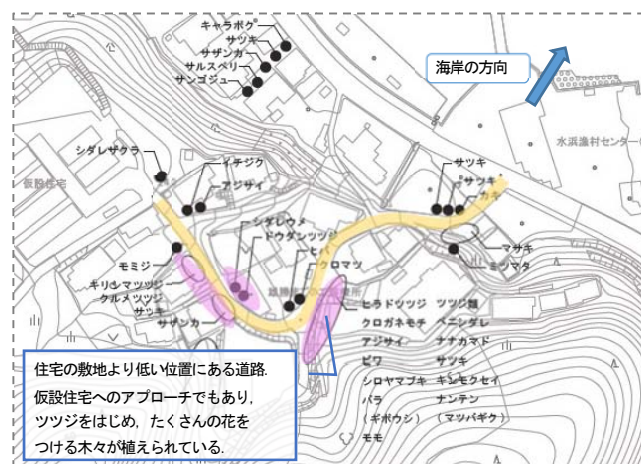 キャラボク
サツキ
サザンカ
サルスベリ
サンゴジュ
海岸の方向
水浜漁村センター
シダレザクラ
イチジク
アジサイ
仮設住宅
サツキ
サツキ
カキ
シダレウメ
ドウダンツツジ
ヒバ
クロマツ
マサキ
ミツマタ
モミジ
キリシマツツジ
クルメツツジ
サツキ
サザンカ
ヒラドツツジ ツツジ類
クロガネモチ ベニシダレ
アジサイ ナナカマド
ビワ サツキ
シロヤマブキ キンモクセイ
バラ ナンテン
(ギボウシ) (マツバギク)
モモ
住宅の敷地より低い位置にある道路.
仮設住宅へのアプローチでもあり,
ツツジをはじめ, たくさんの花を
つける木々が植えられている.